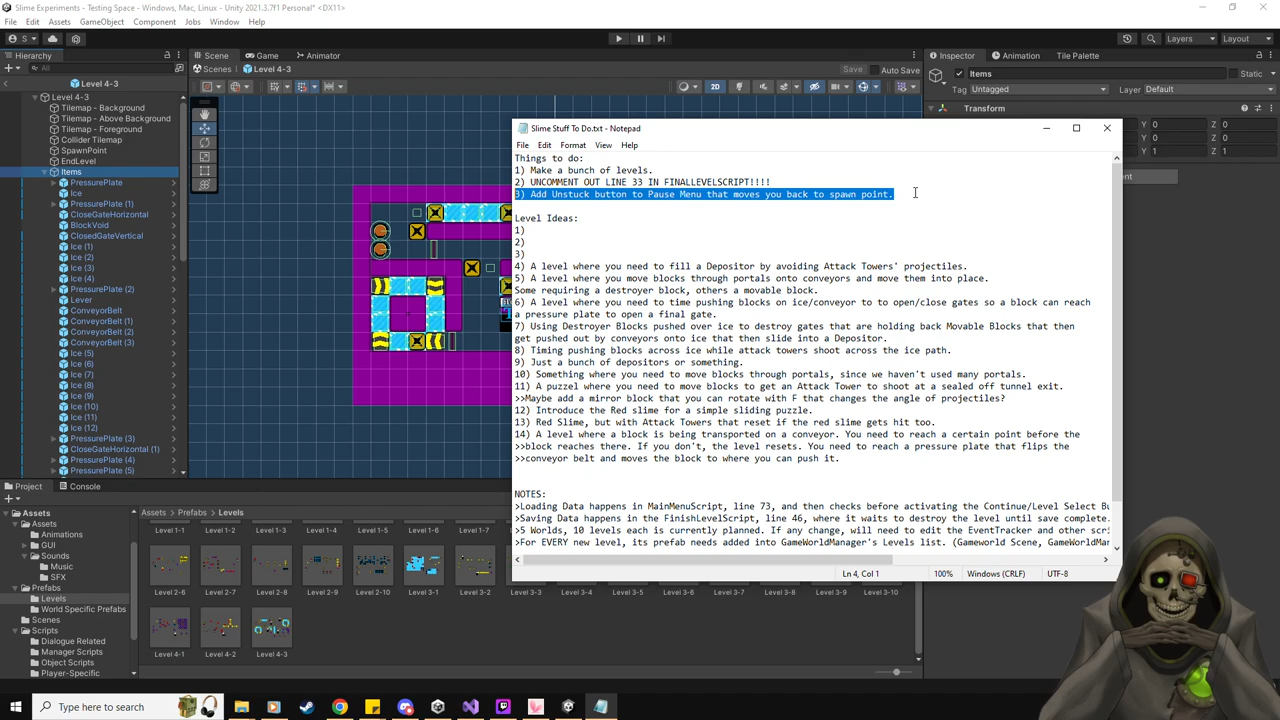 Slime Experiments - Testing Space - Windows, Mac, Linux - Unity 2021.3.7f1 Personal* <DX11>
File Edit Assets GameObject Component Jobs Window Help
S Layers Layout
Hierarchy Scene Game Animator Inspector Animation Tile Palette
All Scenes Level 4-3 Save Auto Save Items Static
Level 4-3 2D Tag Untagged Layer Default
Level 4-3
Tilemap - Background Transform
Tilemap - Above Background
Tilemap - Foreground
Collider Tilemap
SpawnPoint
EndLevel
Items
PressurePlate
Ice
PressurePlate (1)
CloseGateHorizontal
BlockVoid
ClosedGateVertical
Ice (1)
Ice (2)
Ice (3)
Ice (4)
PressurePlate (2)
Lever
ConveyorBelt
ConveyorBelt (1)
ConveyorBelt (2)
ConveyorBelt (3)
Ice (5)
Ice (6)
Ice (7)
Ice (8)
Ice (9)
Ice (10)
Ice (11)
Ice (12)
PressurePlate (3)
CloseGateHorizontal (1)
PressurePlate (4)
PressurePlate (5)
Y 0 Z 0
Y 0 Z 0
Y 1 Z 1
Slime Stuff To Do.txt - Notepad
File Edit Format View Help
Things to do:
1) Make a bunch of levels.
2) UNCOMMENT OUT LINE 33 IN FINALLEVELSCRIPT!!!!
3) Add Unstuck button to Pause Menu that moves you back to spawn point.
Level Ideas:
1)
2)
3)
4) A level where you need to fill a Depositor by avoiding Attack Towers' projectiles.
5) A level where you move blocks through portals onto conveyors and move them into place.
Some requiring a destroyer block, others a movable block.
6) A level where you need to time pushing blocks on ice/conveyor to to open/close gates so a block can reach
a pressure plate to open a final gate.
7) Using Destroyer Blocks pushed over ice to destroy gates that are holding back Movable Blocks that then
get pushed out by conveyors onto ice that then slide into a Depositor.
8) Timing pushing blocks across ice while attack towers shoot across the ice path.
9) Just a bunch of depositors or something.
10) Something where you need to move blocks through portals, since we haven't used many portals.
11) A puzzel where you need to move blocks to get an Attack Tower to shoot at a sealed off tunnel exit.
>>Maybe add a mirror block that you can rotate with F that changes the angle of projectiles?
12) Introduce the Red slime for a simple sliding puzzle.
13) Red Slime, but with Attack Towers that reset if the red slime gets hit too.
14) A level where a block is being transported on a conveyor. You need to reach a certain point before the
>>block reaches there. If you don't, the level resets. You need to reach a pressure plate that flips the
>>conveyor belt and moves the block to where you can push it.
NOTES:
>Loading Data happens in MainMenuScript, line 73, and then checks before activating the Continue/Level Select Bu
>Saving Data happens in the FinishLevelScript, line 46, where it waits to destroy the level until save complete.
>5 Worlds, 10 levels each is currently planned. If any change, will need to edit the EventTracker and other scri
>For EVERY new level, its prefab needs added into GameWorldManager's Levels list. (Gameworld Scene, GameWorldMan
Ln 4, Col 1 100% Windows (CRLF) UTF-8
Project Console
Assets
Assets
Animations
GUI
Sounds
Music
SFX
Prefabs
Levels
World Specific Prefabs
Scenes
Scripts
Dialogue Related
Manager Scripts
Object Scripts
Player-Specific
Assets Prefabs Levels
Level 1-1 Level 1-2 Level 1-3 Level 1-4 Level 1-5 Level 1-6 Level 1-7
Level 2-6 Level 2-7 Level 2-8 Level 2-9 Level 2-10 Level 3-1 Level 3-2 Level 3-3 Level 3-4 Level 3-5 Level 3-6 Level 3-7 Level 3-8 Level 3-9 Level 3-10
Level 4-1 Level 4-2 Level 4-3
Type here to search